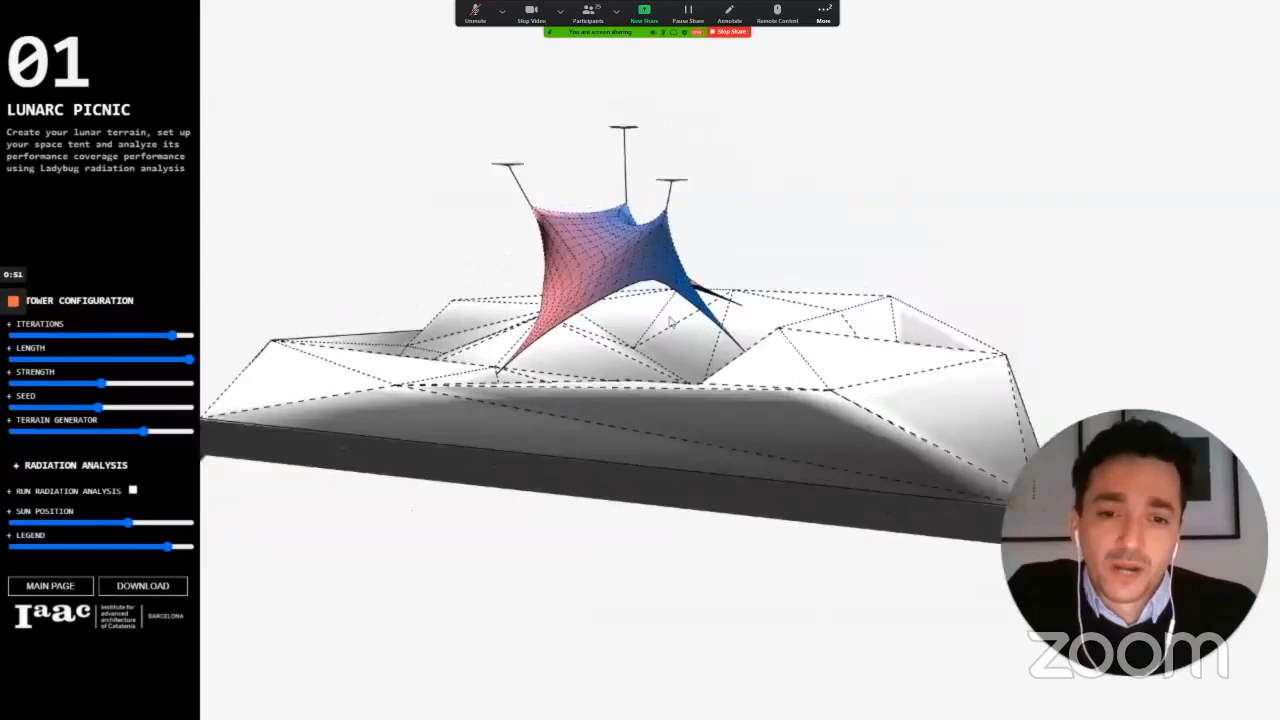 Unmute
Stop Video
Participants
25
New Share
Pause Share
Annotate
Remote Control
More
2
You are screen sharing
LIVE
Stop Share
01
LUNARC PICNIC
Create your lunar terrain, set up
your space tent and analyze its
performance coverage performance
using Ladybug radiation analysis
0:51
TOWER CONFIGURATION
+ ITERATIONS
+ LENGTH
+ STRENGTH
+ SEED
+ TERRAIN GENERATOR
+ RADIATION ANALYSIS
+ RUN RADIATION ANALYSIS
+ SUN POSITION
+ LEGEND
MAIN PAGE
DOWNLOAD
Iaac
Institute for
advanced
architecture
of Catalonia
BARCELONA
zoom